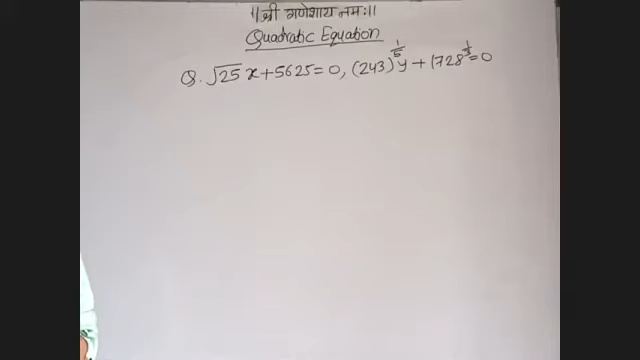 ||श्री गणेशाय नमः||
Quadratic Equation
Q. √25 x + 5625 = 0, (243)^{1/5} y + 1728^{1/3} = 0